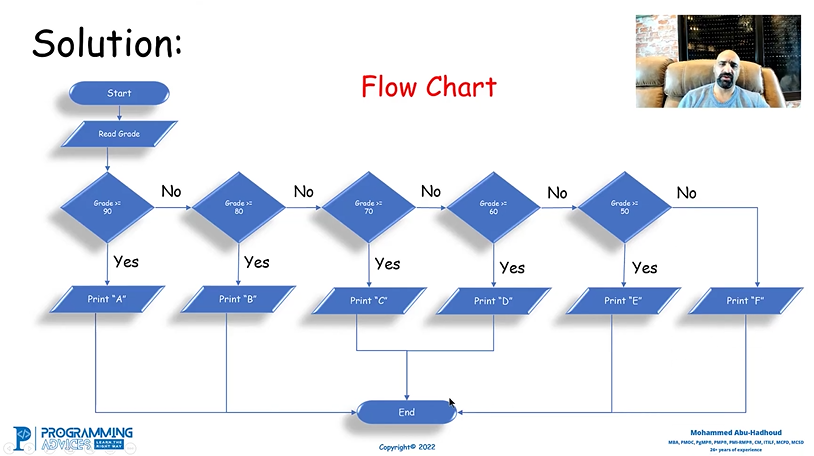 Solution:
Flow Chart
Start
Read Grade
Grade >=
90
No
Grade >=
80
No
Grade >=
70
No
Grade >=
60
No
Grade >=
50
No
Yes
Yes
Yes
Yes
Yes
Print “A”
Print “B”
Print “C”
Print “D”
Print “E”
Print “F”
End
PROGRAMMING
ADVICES
LEARN THE
RIGHT WAY
Copyright© 2022
Mohammed Abu-Hadhoud
MBA, PMOC, PgMP®, PMP®, PMI-RMP®, CM, ITILF, MCPD, MCSD
26+ years of experience